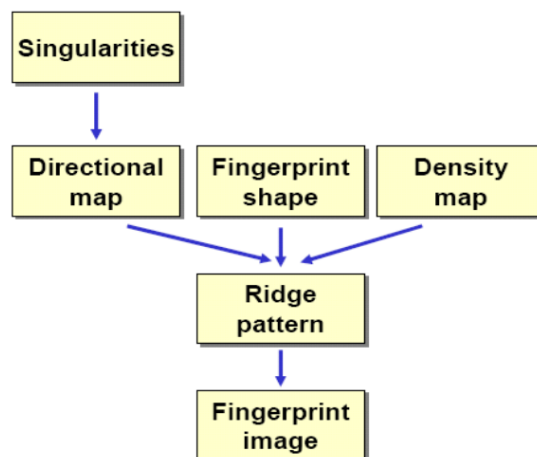 Singularities
Directional
map
Fingerprint
shape
Density
map
Ridge
pattern
Fingerprint
image